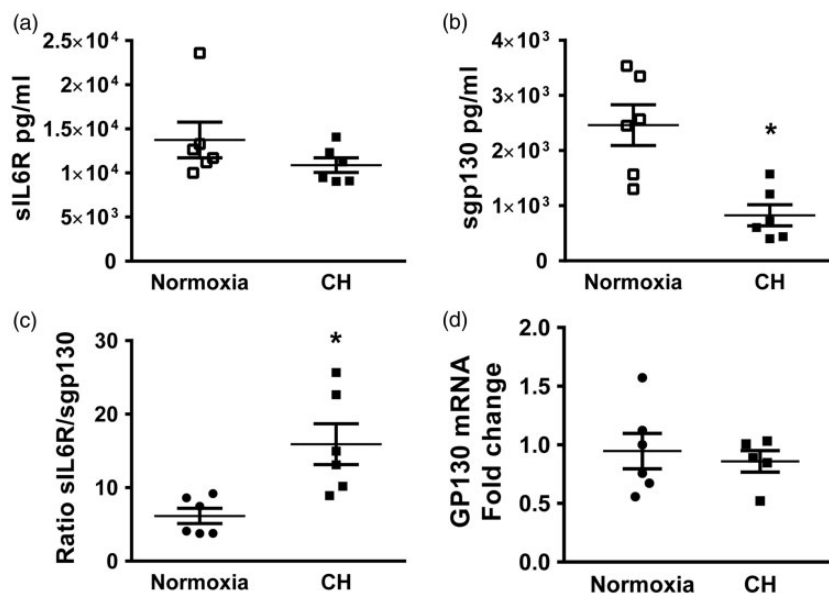 (a)
sIL6R pg/ml
2.5×10⁴
2×10⁴
1.5×10⁴
1×10⁴
5×10³
0
Normoxia CH
(b)
sgp130 pg/ml
4×10³
3×10³
2×10³
1×10³
0
*
Normoxia CH
(c)
Ratio sIL6R/sgp130
30
20
10
0
*
Normoxia CH
(d)
GP130 mRNA
Fold change
2.0
1.5
1.0
0.5
0.0
Normoxia CH